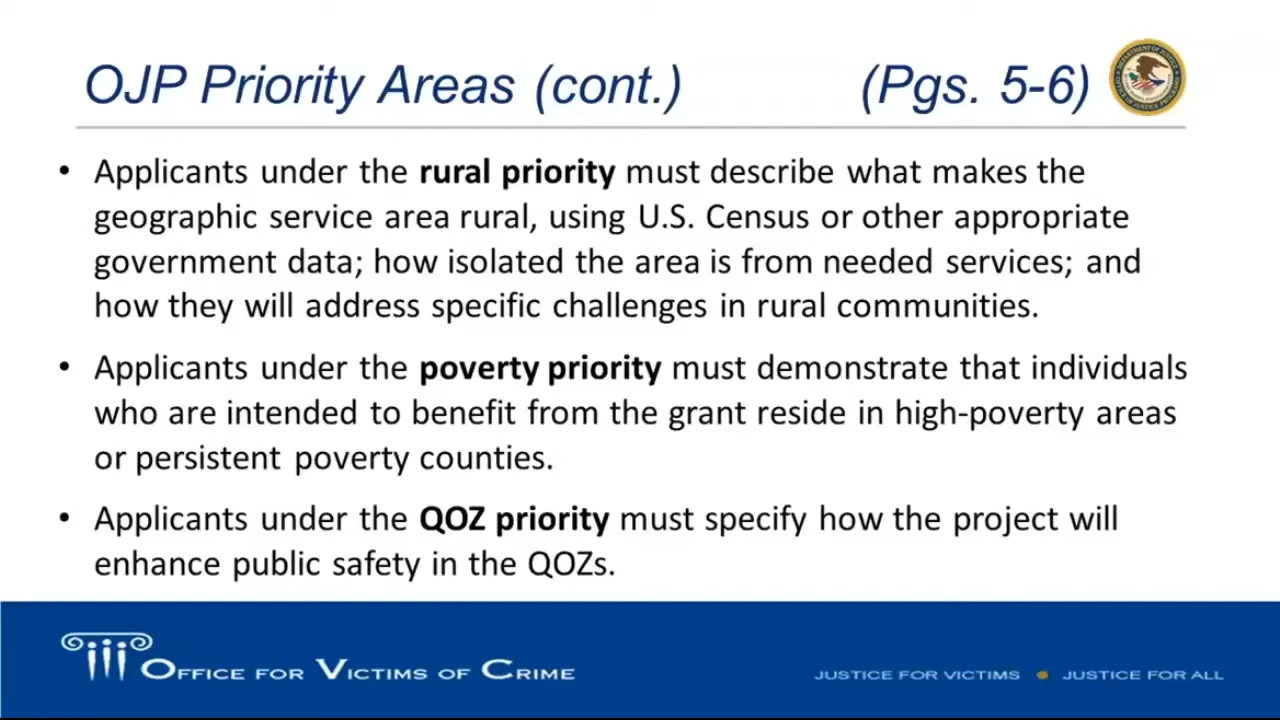 OJP Priority Areas (cont.) (Pgs. 5-6)
• Applicants under the rural priority must describe what makes the
geographic service area rural, using U.S. Census or other appropriate
government data; how isolated the area is from needed services; and
how they will address specific challenges in rural communities.
• Applicants under the poverty priority must demonstrate that individuals
who are intended to benefit from the grant reside in high-poverty areas
or persistent poverty counties.
• Applicants under the QOZ priority must specify how the project will
enhance public safety in the QOZs.
OFFICE FOR VICTIMS OF CRIME
JUSTICE FOR VICTIMS • JUSTICE FOR ALL